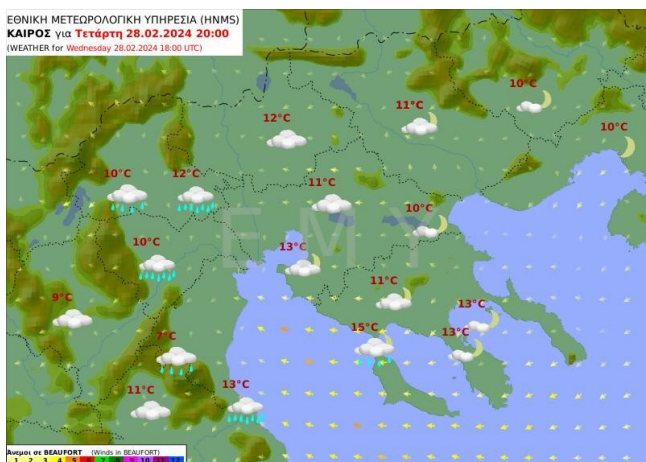 ΕΘΝΙΚΗ ΜΕΤΕΩΡΟΛΟΓΙΚΗ ΥΠΗΡΕΣΙΑ (HNMS)
ΚΑΙΡΟΣ για Τετάρτη 28.02.2024 20:00
(WEATHER for Wednesday 28.02.2024 18:00 UTC)
10°C
11°C
12°C
10°C
10°C
12°C
11°C
10°C
13°C
10°C
11°C
9°C
13°C
15°C
13°C
7°C
13°C
11°C
Ε Μ Υ
Άνεμοι σε BEAUFORT (Winds in BEAUFORT)
1 2 3 4 5 6 7 8 9 10 11 12